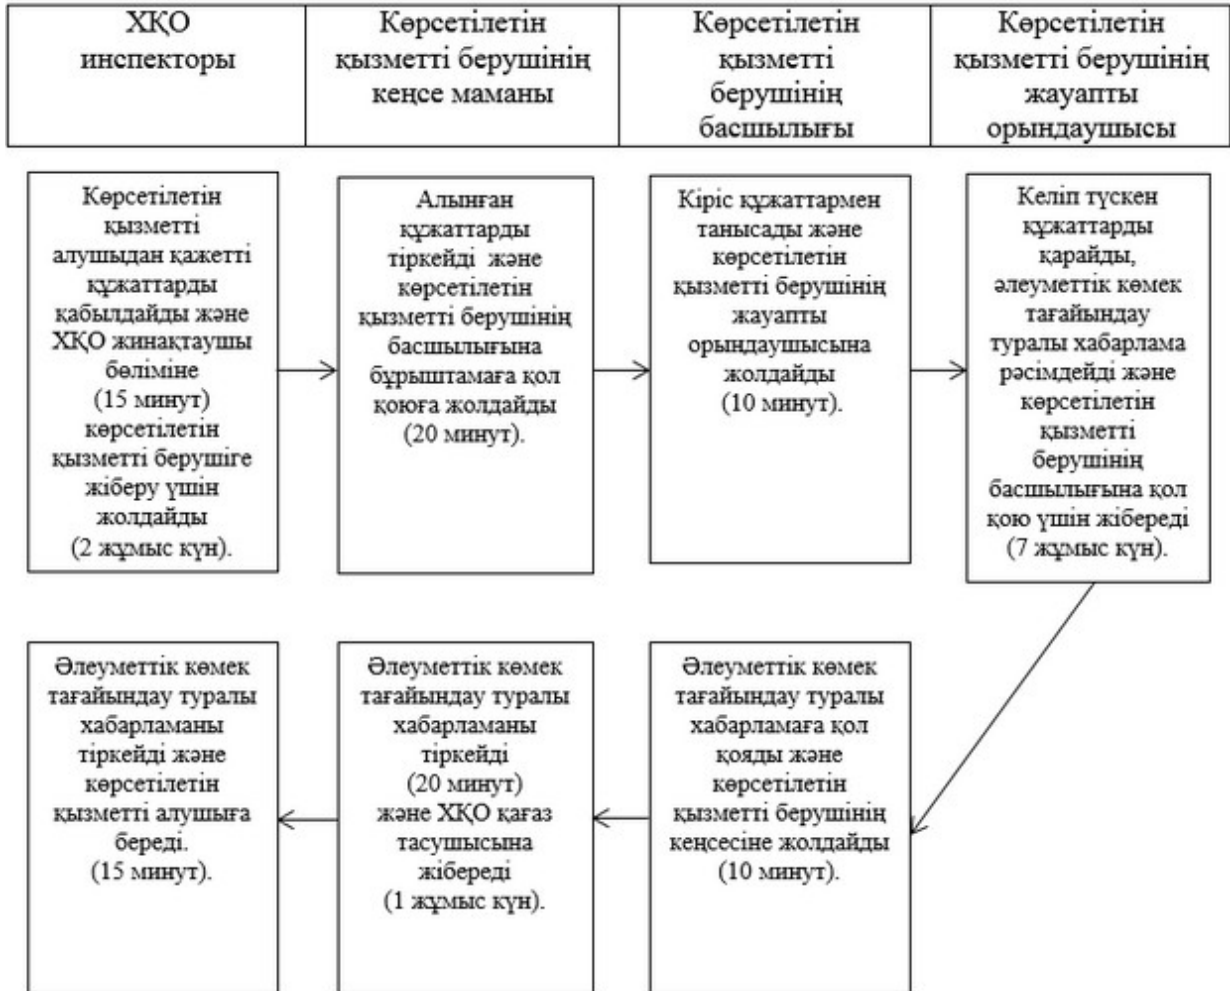 ХҚО
инспекторы
Көрсетілетін
қызметті берушінің
кеңсе маманы
Көрсетілетін
қызметті
берушінің
басшылығы
Көрсетілетін
қызметті берушінің
жауапты
орындаушысы
Көрсетілетін
қызметті
алушыдан қажетті
құжаттарды
қабылдайды және
ХҚО жинақтаушы
бөліміне
(15 минут)
көрсетілетін
қызметті берушіге
жіберу үшін
жолдайды
(2 жұмыс күн).
Алынған
құжаттарды
тіркейді және
көрсетілетін
қызметті берушінің
басшылығына
бұрыштамаға қол
қоюға жолдайды
(20 минут).
Кіріс құжаттармен
танысады және
көрсетілетін
қызметті берушінің
жауапты
орындаушысына
жолдайды
(10 минут).
Келіп түскен
құжаттарды
қарайды,
әлеуметтік көмек
тағайындау
туралы хабарлама
рәсімдейді және
көрсетілетін
қызметті
берушінің
басшылығына қол
қою үшін жібереді
(7 жұмыс күн).
Әлеуметтік көмек
тағайындау туралы
хабарламаны
тіркейді және
көрсетілетін
қызметті алушыға
береді.
(15 минут).
Әлеуметтік көмек
тағайындау туралы
хабарламаны
тіркейді
(20 минут)
және ХҚО қағаз
тасушысына
жібереді
(1 жұмыс күн).
Әлеуметтік көмек
тағайындау туралы
хабарламаға қол
қояды және
көрсетілетін
қызметті берушінің
кеңсесіне жолдайды
(10 минут).